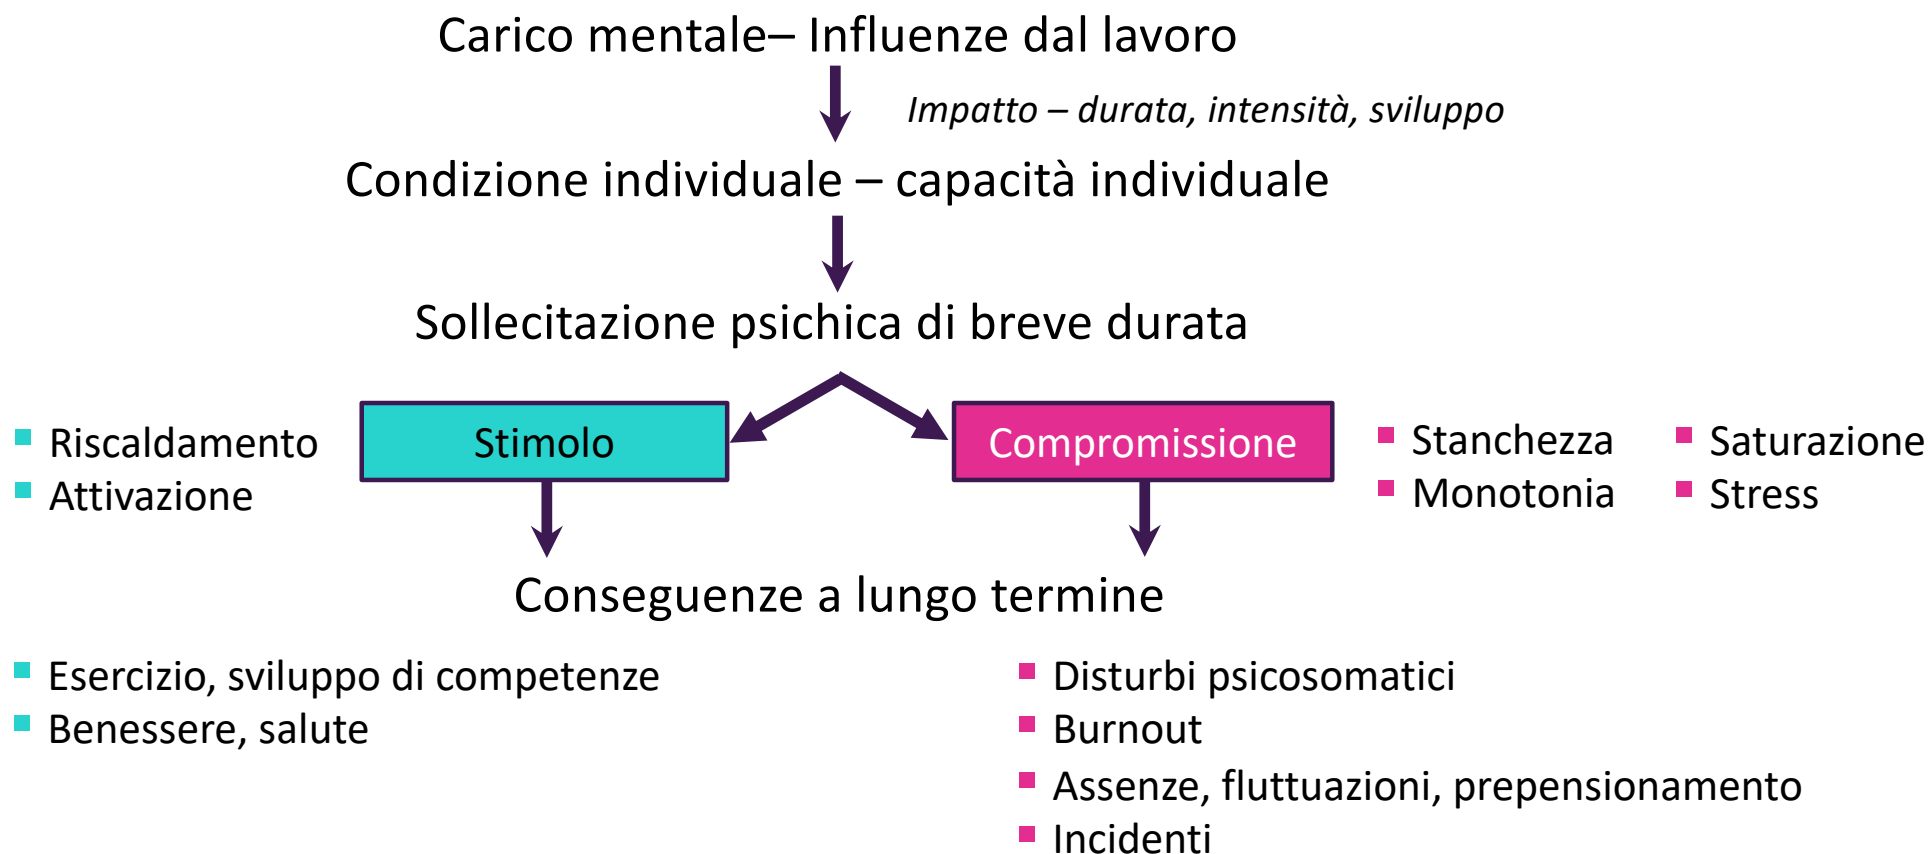 Carico mentale– Influenze dal lavoro
Impatto – durata, intensità, sviluppo
Condizione individuale – capacità individuale
Sollecitazione psichica di breve durata
Riscaldamento
Attivazione
Stimolo
Compromissione
Stanchezza
Monotonia
Saturazione
Stress
Conseguenze a lungo termine
Esercizio, sviluppo di competenze
Benessere, salute
Disturbi psicosomatici
Burnout
Assenze, fluttuazioni, prepensionamento
Incidenti